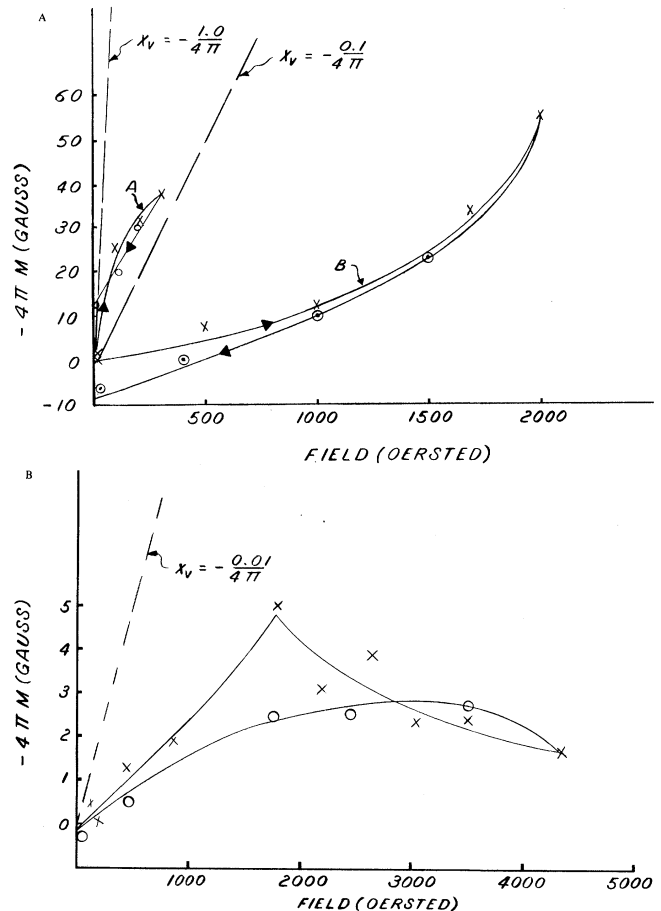 A
χᵥ = - 1.0 / 4π
χᵥ = - 0.1 / 4π
- 4π M (GAUSS)
60
50
40
30
20
10
0
-10
A
B
500
1000
1500
2000
FIELD (OERSTED)
B
χᵥ = - 0.01 / 4π
- 4π M (GAUSS)
5
4
3
2
1
0
1000
2000
3000
4000
5000
FIELD (OERSTED)